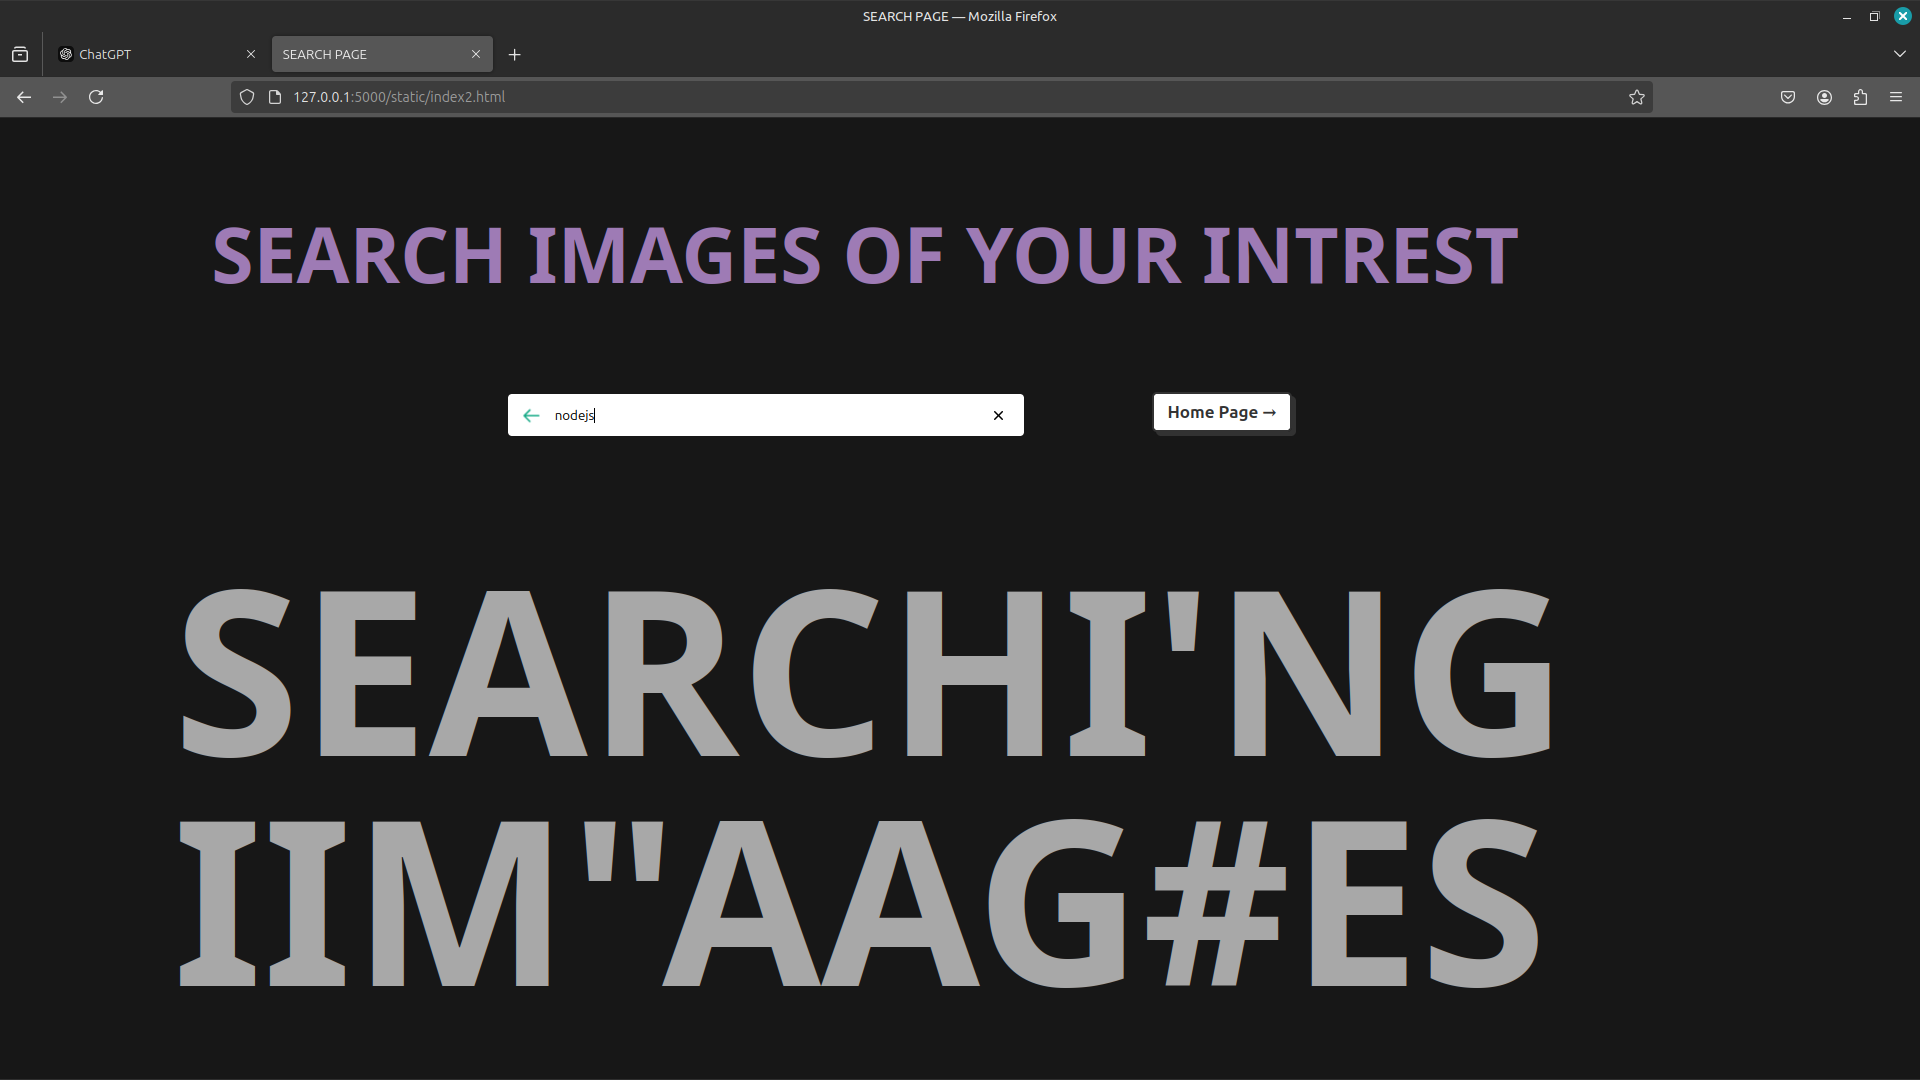 SEARCH PAGE — Mozilla Firefox
ChatGPT
SEARCH PAGE
127.0.0.1:5000/static/index2.html
SEARCH IMAGES OF YOUR INTREST
nodejs
Home Page →
SEARCHI'NG
IIM"AAG#ES